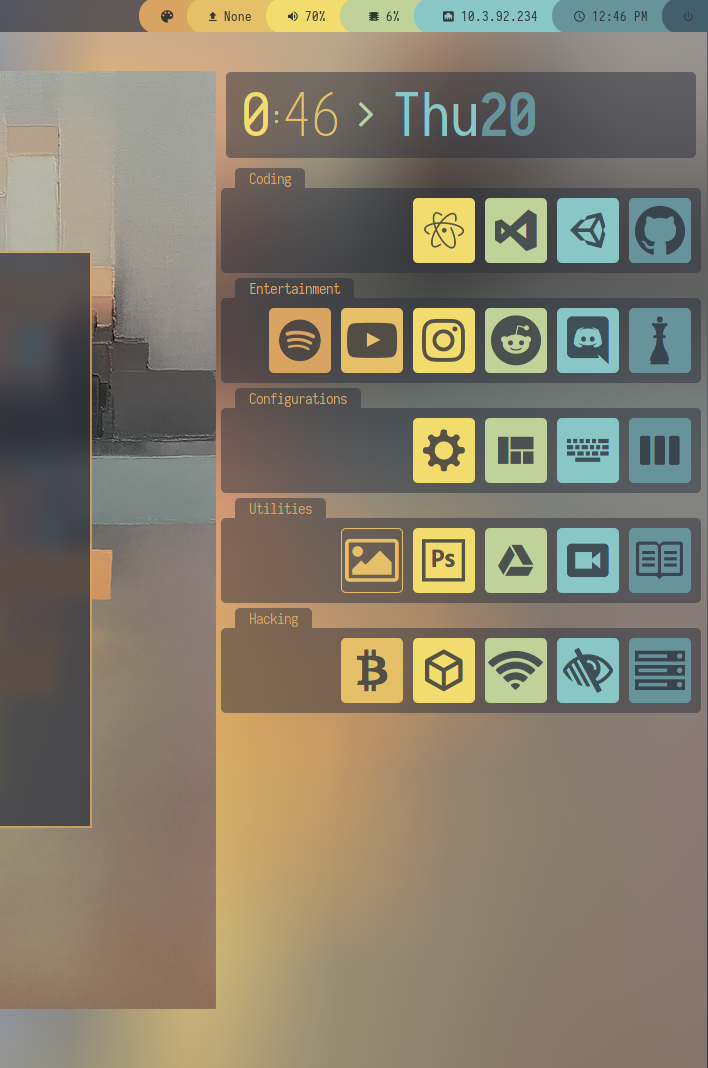 None 70% 6% 10.3.92.234 12:46 PM
0:46 > Thu20
Coding
Entertainment
Configurations
Utilities
Ps
Hacking